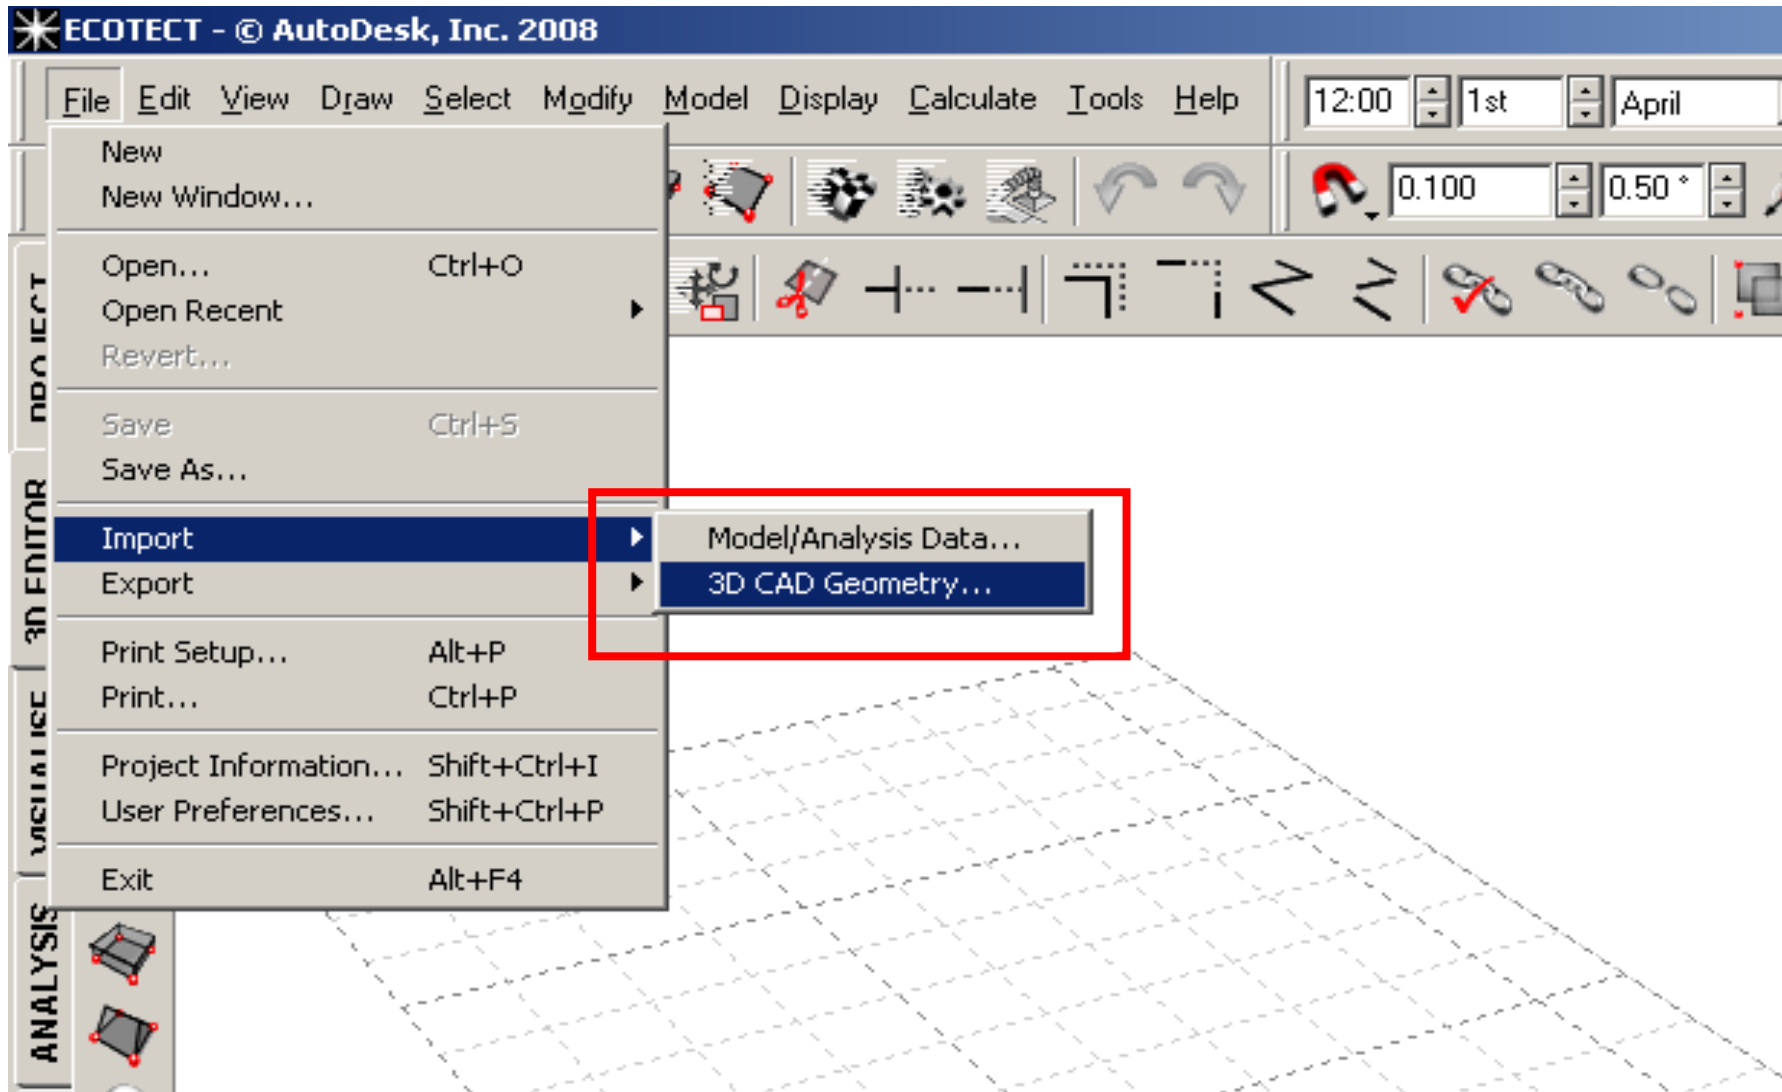 ECOTECT - © AutoDesk, Inc. 2008
File Edit View Draw Select Modify Model Display Calculate Tools Help 12:00 1st April
New
New Window...
0.100 0.50 °
Open... Ctrl+O
Open Recent
Revert...
Save Ctrl+S
Save As...
Import
Model/Analysis Data...
Export
3D CAD Geometry...
Print Setup... Alt+P
Print... Ctrl+P
Project Information... Shift+Ctrl+I
User Preferences... Shift+Ctrl+P
Exit Alt+F4
PROJECT
3D EDITOR
VISUALISE
ANALYSIS